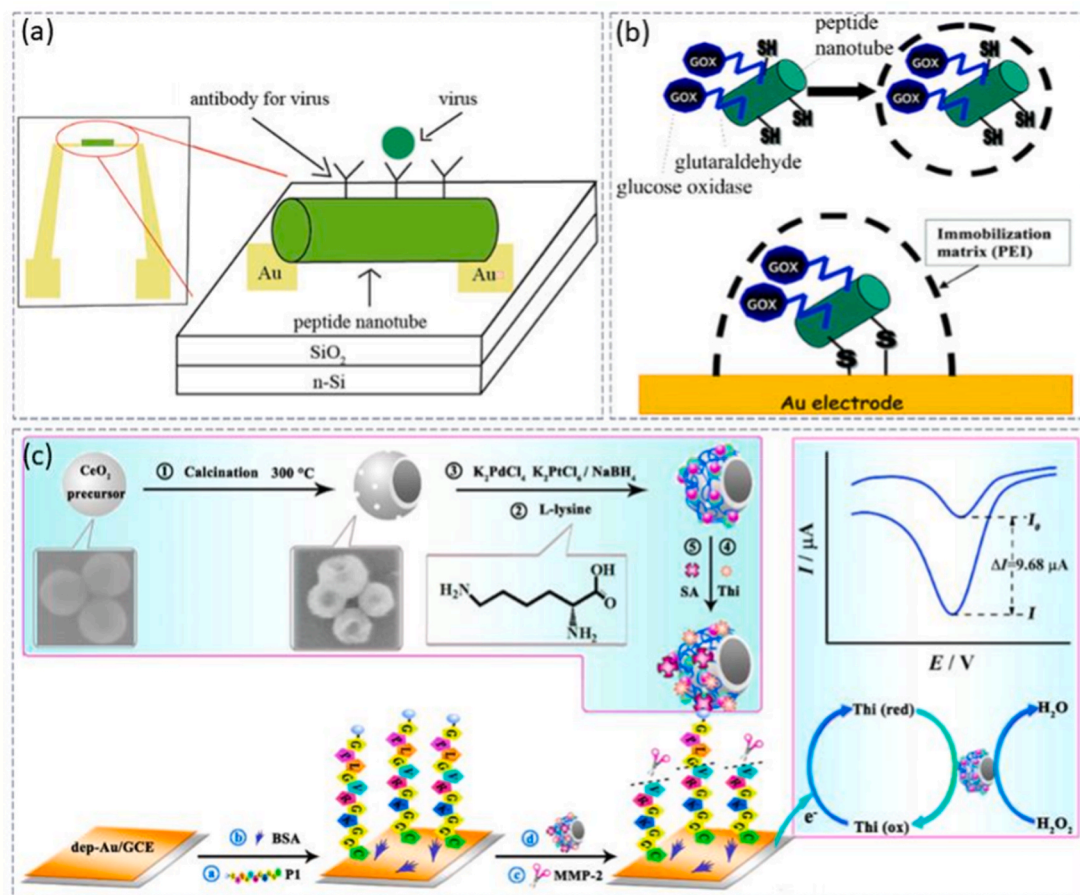 (a)
antibody for virus
virus
Au
Au
peptide nanotube
SiO2
n-Si
(b)
peptide
nanotube
SH
GOX
GOX
SH
SH
SH
GOX
GOX
SH
SH
glutaraldehyde
glucose oxidase
Immobilization
matrix (PEI)
GOX
GOX
S
S
Au electrode
(c)
CeO2
precursor
① Calcination 300 °C
③ K2PdCl4 K2PtCl6 / NaBH4
② L-lysine
H2N
OH
O
NH2
⑤ ④
SA Thi
I / μA
I0
ΔI=9.68 μA
I
E / V
Thi (red)
H2O
e-
Thi (ox)
H2O2
dep-Au/GCE
b BSA
a P1
d
c MMP-2